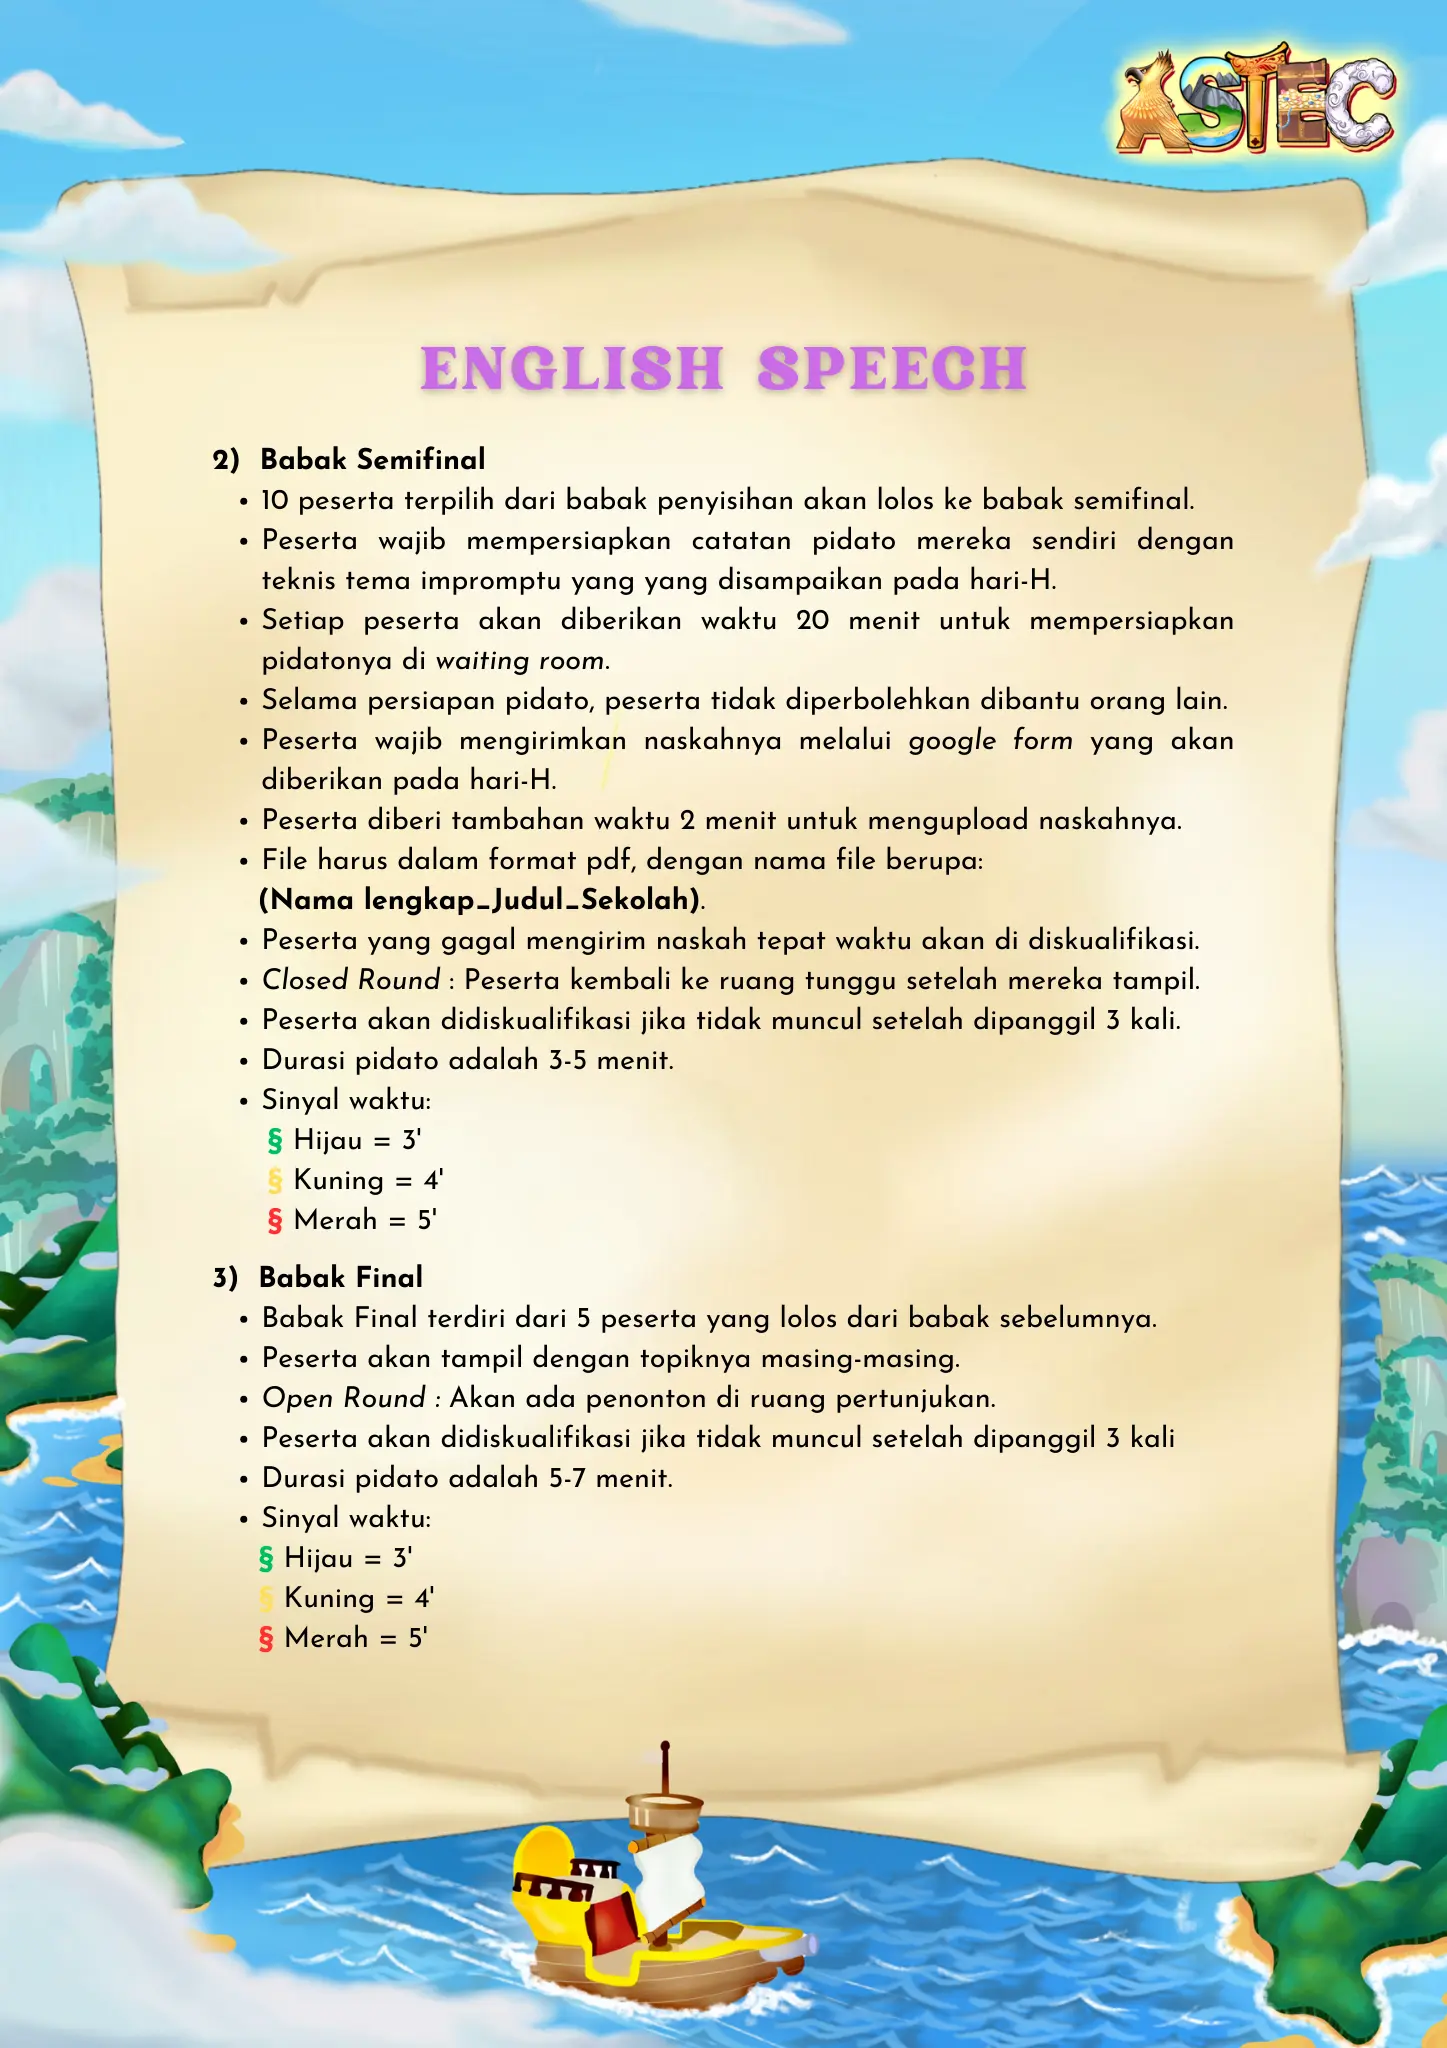 ASTEC
ENGLISH SPEECH
2) Babak Semifinal
• 10 peserta terpilih dari babak penyisihan akan lolos ke babak semifinal.
• Peserta wajib mempersiapkan catatan pidato mereka sendiri dengan
teknis tema impromptu yang yang disampaikan pada hari-H.
• Setiap peserta akan diberikan waktu 20 menit untuk mempersiapkan
pidatonya di waiting room.
• Selama persiapan pidato, peserta tidak diperbolehkan dibantu orang lain.
• Peserta wajib mengirimkan naskahnya melalui google form yang akan
diberikan pada hari-H.
• Peserta diberi tambahan waktu 2 menit untuk mengupload naskahnya.
• File harus dalam format pdf, dengan nama file berupa:
(Nama lengkap_Judul_Sekolah).
• Peserta yang gagal mengirim naskah tepat waktu akan di diskualifikasi.
• Closed Round : Peserta kembali ke ruang tunggu setelah mereka tampil.
• Peserta akan didiskualifikasi jika tidak muncul setelah dipanggil 3 kali.
• Durasi pidato adalah 3-5 menit.
• Sinyal waktu:
§ Hijau = 3'
§ Kuning = 4'
§ Merah = 5'
3) Babak Final
• Babak Final terdiri dari 5 peserta yang lolos dari babak sebelumnya.
• Peserta akan tampil dengan topiknya masing-masing.
• Open Round : Akan ada penonton di ruang pertunjukan.
• Peserta akan didiskualifikasi jika tidak muncul setelah dipanggil 3 kali
• Durasi pidato adalah 5-7 menit.
• Sinyal waktu:
§ Hijau = 3'
§ Kuning = 4'
§ Merah = 5'